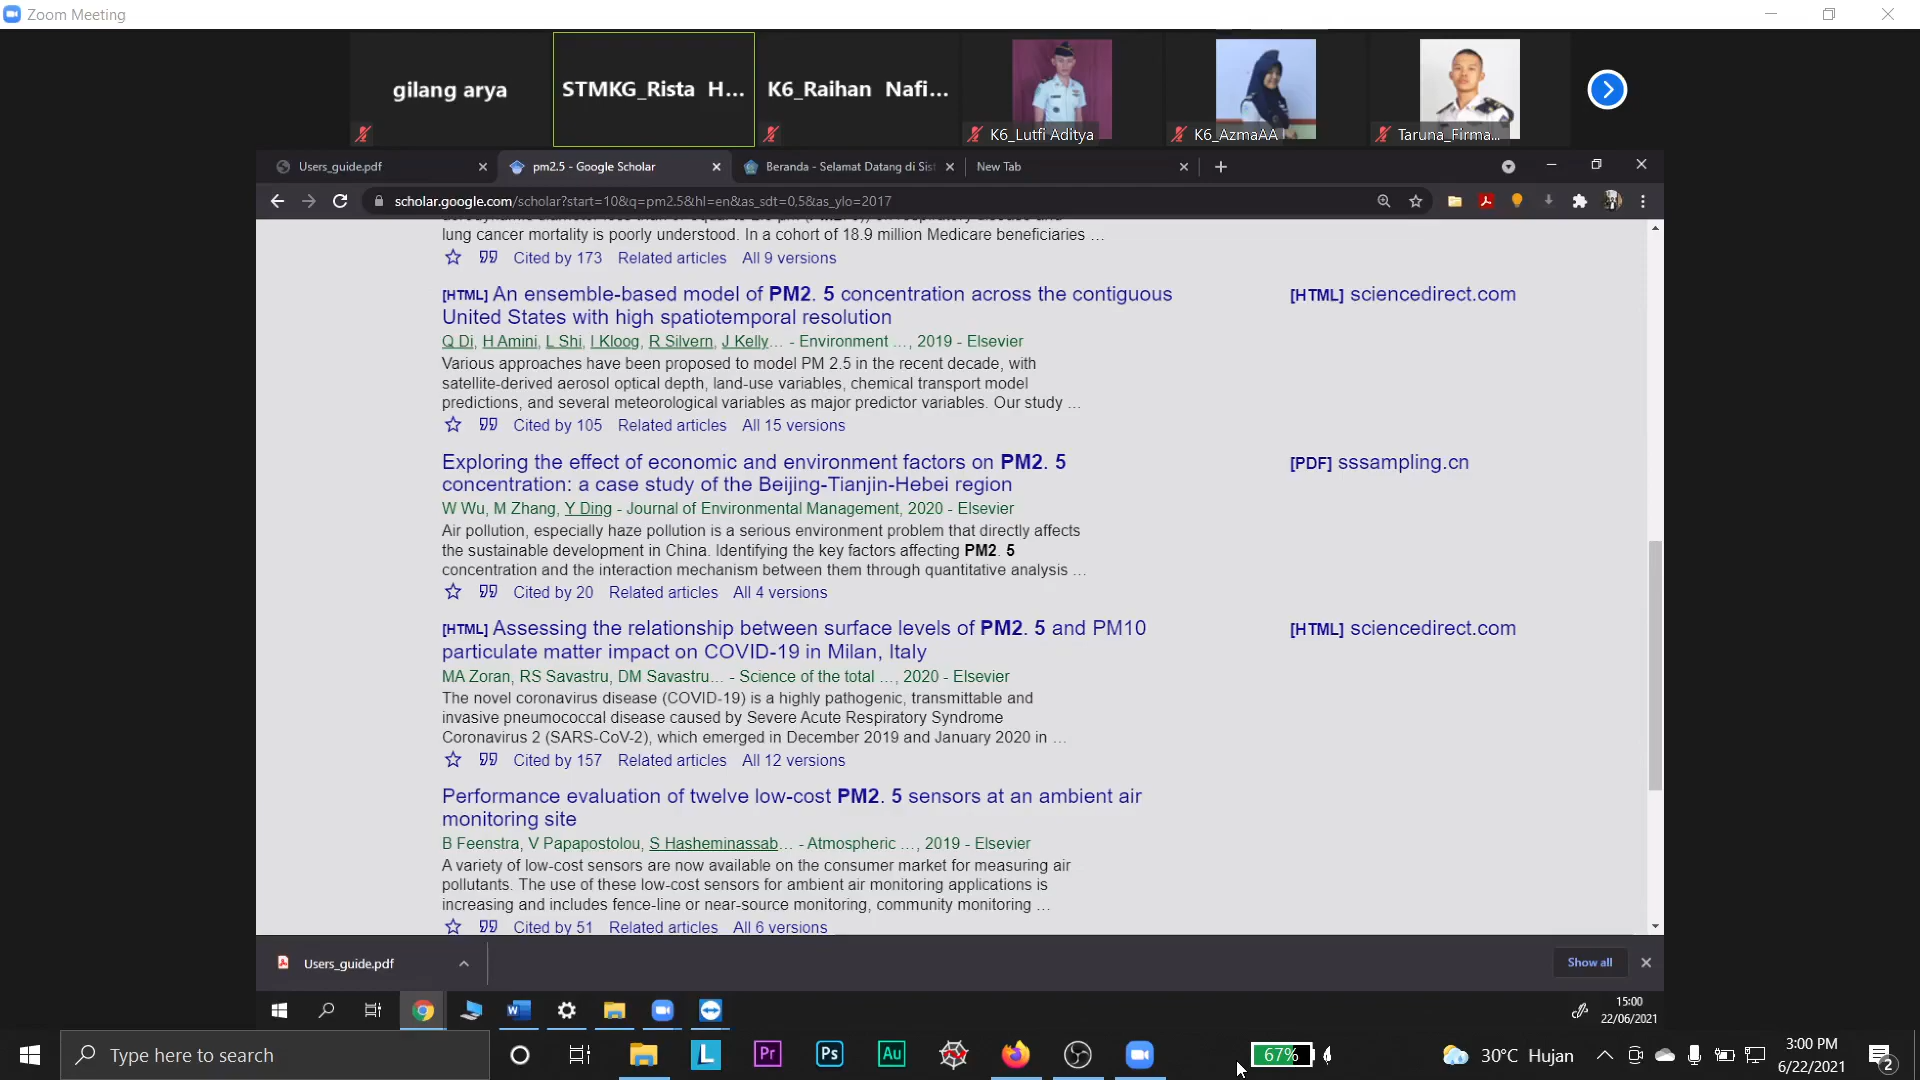 Zoom Meeting
gilang arya
STMKG_Rista H...
K6_Raihan Nafi...
K6_Lutfi Aditya
K6_AzmaAA
Taruna_Firma...
Users_guide.pdf
pm2.5 - Google Scholar
Beranda - Selamat Datang di Sist
New Tab
scholar.google.com/scholar?start=10&q=pm2.5&hl=en&as_sdt=0,5&as_ylo=2017
lung cancer mortality is poorly understood. In a cohort of 18.9 million Medicare beneficiaries ...
Cited by 173 Related articles All 9 versions
[HTML] An ensemble-based model of PM2. 5 concentration across the contiguous
United States with high spatiotemporal resolution
[HTML] sciencedirect.com
Q Di, H Amini, L Shi, I Kloog, R Silvern, J Kelly... - Environment ..., 2019 - Elsevier
Various approaches have been proposed to model PM 2.5 in the recent decade, with
satellite-derived aerosol optical depth, land-use variables, chemical transport model
predictions, and several meteorological variables as major predictor variables. Our study ...
Cited by 105 Related articles All 15 versions
Exploring the effect of economic and environment factors on PM2. 5
concentration: a case study of the Beijing-Tianjin-Hebei region
[PDF] sssampling.cn
W Wu, M Zhang, Y Ding - Journal of Environmental Management, 2020 - Elsevier
Air pollution, especially haze pollution is a serious environment problem that directly affects
the sustainable development in China. Identifying the key factors affecting PM2. 5
concentration and the interaction mechanism between them through quantitative analysis ...
Cited by 20 Related articles All 4 versions
[HTML] Assessing the relationship between surface levels of PM2. 5 and PM10
particulate matter impact on COVID-19 in Milan, Italy
[HTML] sciencedirect.com
MA Zoran, RS Savastru, DM Savastru... - Science of the total ..., 2020 - Elsevier
The novel coronavirus disease (COVID-19) is a highly pathogenic, transmittable and
invasive pneumococcal disease caused by Severe Acute Respiratory Syndrome
Coronavirus 2 (SARS-CoV-2), which emerged in December 2019 and January 2020 in ...
Cited by 157 Related articles All 12 versions
Performance evaluation of twelve low-cost PM2. 5 sensors at an ambient air
monitoring site
B Feenstra, V Papapostolou, S Hasheminassab... - Atmospheric ..., 2019 - Elsevier
A variety of low-cost sensors are now available on the consumer market for measuring air
pollutants. The use of these low-cost sensors for ambient air monitoring applications is
increasing and includes fence-line or near-source monitoring, community monitoring ...
Cited by 51 Related articles All 6 versions
Users_guide.pdf
Show all
15:00
22/06/2021
Type here to search
L
Pr
Ps
Au
67%
30°C Hujan
3:00 PM
6/22/2021
2